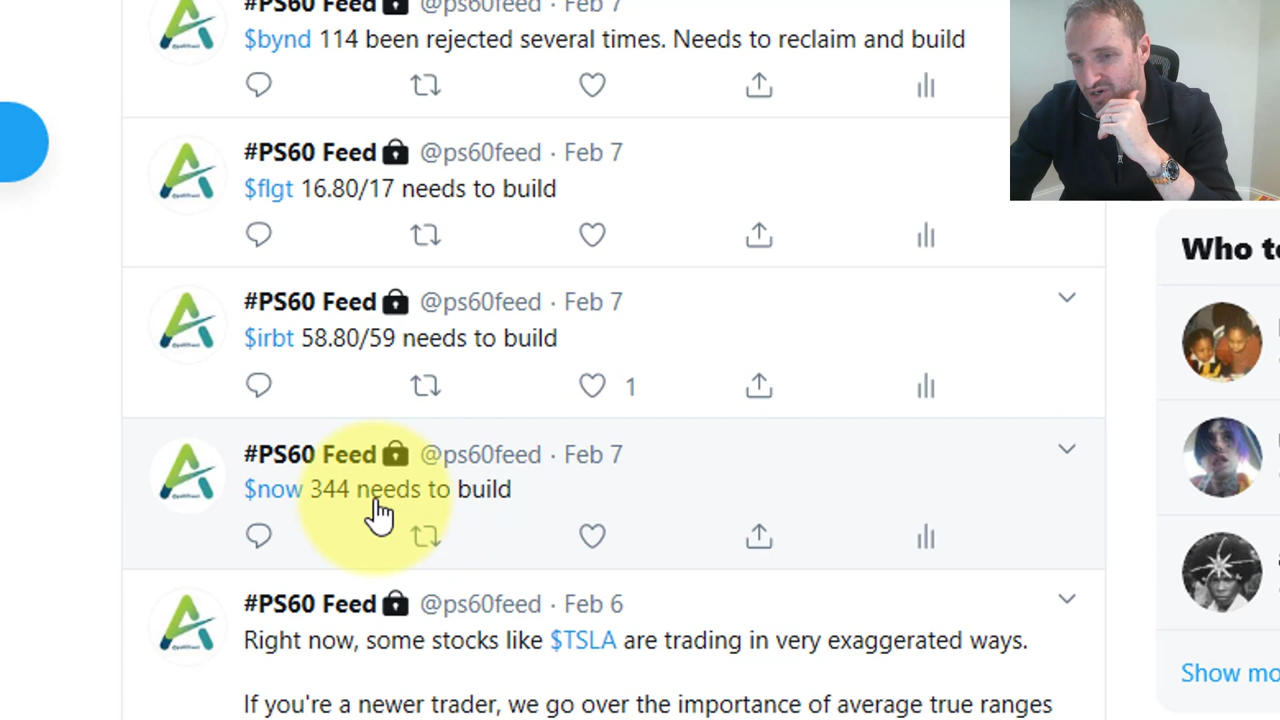 #PS60 Feed @ps60feed · Feb 7
$bynd 114 been rejected several times. Needs to reclaim and build
#PS60 Feed @ps60feed · Feb 7
$flgt 16.80/17 needs to build
#PS60 Feed @ps60feed · Feb 7
$irbt 58.80/59 needs to build
1
#PS60 Feed @ps60feed · Feb 7
$now 344 needs to build
#PS60 Feed @ps60feed · Feb 6
Right now, some stocks like $TSLA are trading in very exaggerated ways.
If you're a newer trader, we go over the importance of average true ranges
Who
Show